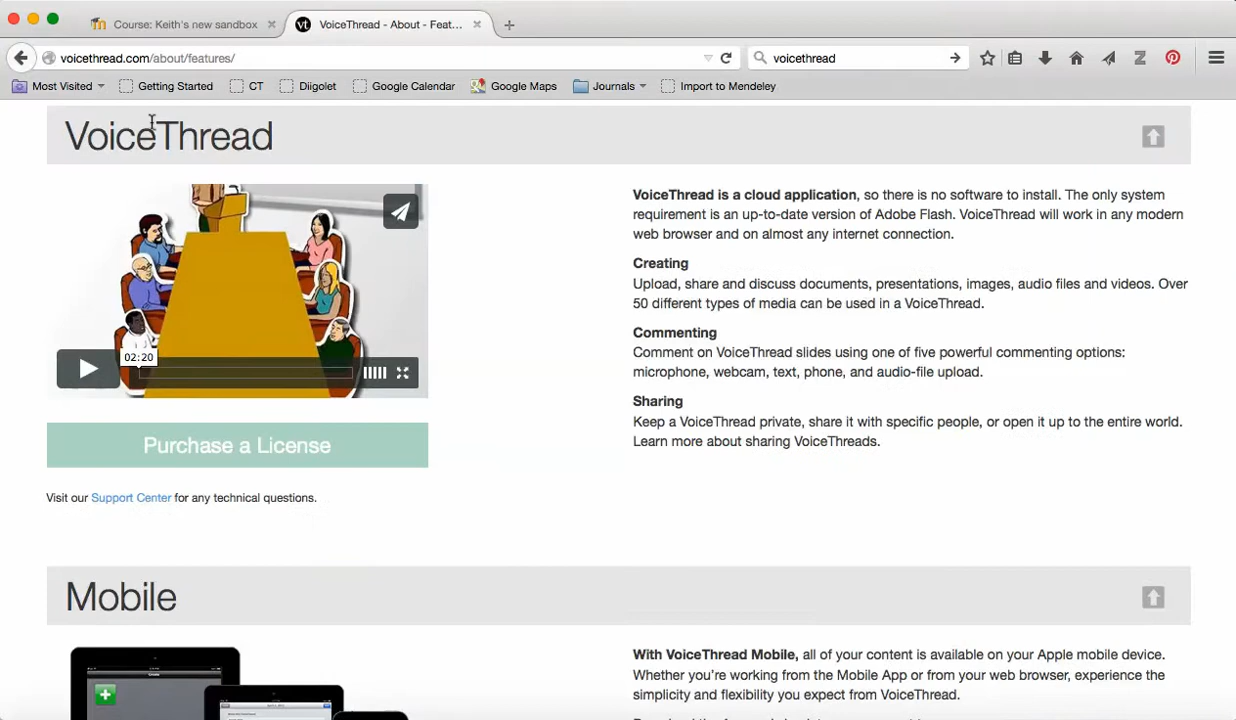 Course: Keith's new sandbox
vt VoiceThread - About - Feat...
voicethread.com/about/features/
voicethread
Most Visited
Getting Started
CT
Diigolet
Google Calendar
Google Maps
Journals
Import to Mendeley
VoiceThread
02:20
Purchase a License
Visit our Support Center for any technical questions.
VoiceThread is a cloud application, so there is no software to install. The only system
requirement is an up-to-date version of Adobe Flash. VoiceThread will work in any modern
web browser and on almost any internet connection.
Creating
Upload, share and discuss documents, presentations, images, audio files and videos. Over
50 different types of media can be used in a VoiceThread.
Commenting
Comment on VoiceThread slides using one of five powerful commenting options:
microphone, webcam, text, phone, and audio-file upload.
Sharing
Keep a VoiceThread private, share it with specific people, or open it up to the entire world.
Learn more about sharing VoiceThreads.
Mobile
With VoiceThread Mobile, all of your content is available on your Apple mobile device.
Whether you're working from the Mobile App or from your web browser, experience the
simplicity and flexibility you expect from VoiceThread.